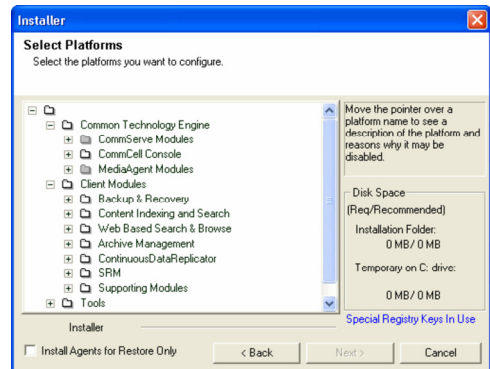 Installer
Select Platforms
Select the platforms you want to configure.
Common Technology Engine
CommServe Modules
CommCell Console
MediaAgent Modules
Client Modules
Backup & Recovery
Content Indexing and Search
Web Based Search & Browse
Archive Management
ContinuousDataReplicator
SRM
Supporting Modules
Tools
Move the pointer over a
platform name to see a
description of the platform and
reasons why it may be
disabled.
Disk Space
(Req/Recommended)
Installation Folder:
0 MB/ 0 MB
Temporary on C: drive:
0 MB/ 0 MB
Special Registry Keys In Use
Installer
Install Agents for Restore Only
< Back
Next >
Cancel